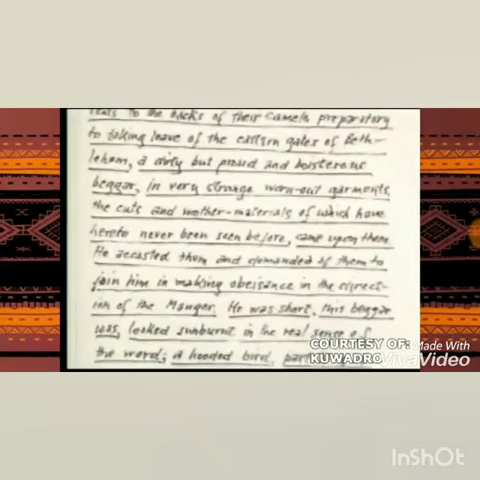 tents to the backs of their Camels preparatory
to taking leave of the eastern gates of Beth-
lehem, a dirty but proud and boisterous
beggar, in very strange worn-out garments,
the cuts and mother-materials of which have
hereto never been seen before, came upon them.
He accosted them and demanded of them to
join him in making obeisance in the direct-
ion of the Manger. He was short, this beggar
was, looked sunburnt in the real sense of
the word; a hooded bird,
COURTESY OF:
KUWADRO
Made With
VivaVideo
InShOt